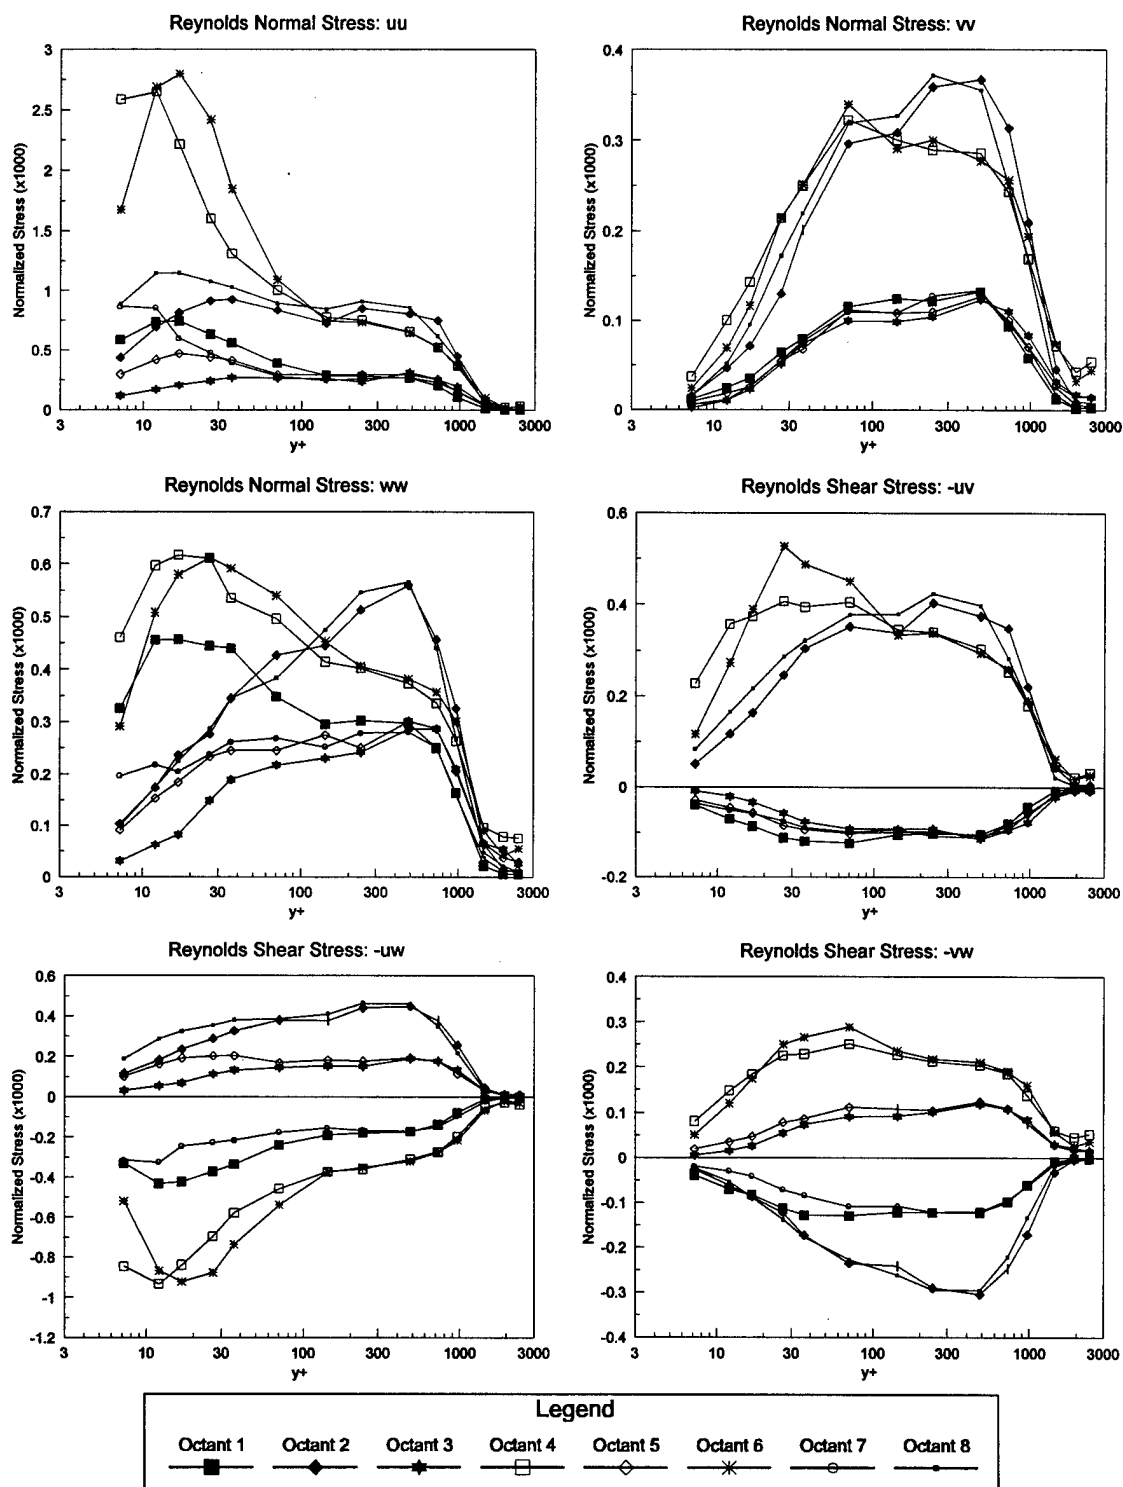 Reynolds Normal Stress: uu
Normalized Stress (x1000)
3
2.5
2
1.5
1
0.5
0
3 10 30 100 300 1000 3000
y+
Reynolds Normal Stress: vv
Normalized Stress (x1000)
0.4
0.3
0.2
0.1
0
3 10 30 100 300 1000 3000
y+
Reynolds Normal Stress: ww
Normalized Stress (x1000)
0.7
0.6
0.5
0.4
0.3
0.2
0.1
0
3 10 30 100 300 1000 3000
y+
Reynolds Shear Stress: -uv
Normalized Stress (x1000)
0.6
0.4
0.2
0
-0.2
3 10 30 100 300 1000 3000
y+
Reynolds Shear Stress: -uw
Normalized Stress (x1000)
0.6
0.4
0.2
0
-0.2
-0.4
-0.6
-0.8
-1
-1.2
3 10 30 100 300 1000 3000
y+
Reynolds Shear Stress: -vw
Normalized Stress (x1000)
0.4
0.3
0.2
0.1
0
-0.1
-0.2
-0.3
-0.4
3 10 30 100 300 1000 3000
y+
Legend
Octant 1 Octant 2 Octant 3 Octant 4 Octant 5 Octant 6 Octant 7 Octant 8